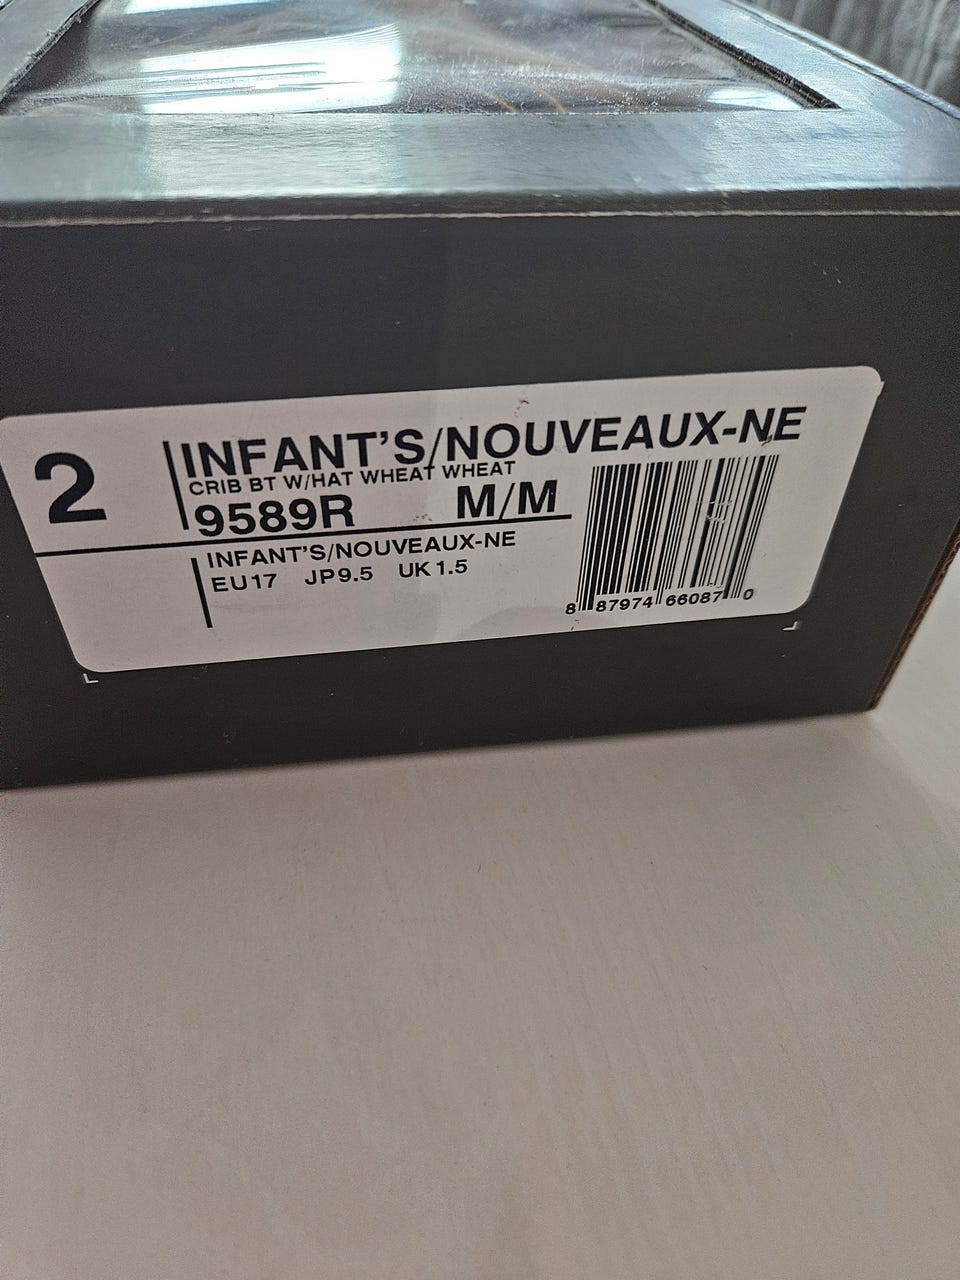 2
INFANT'S/NOUVEAUX-NE
CRIB BT W/HAT WHEAT WHEAT
9589R M/M
INFANT'S/NOUVEAUX-NE
EU17 JP9.5 UK1.5
8 87974 66087 0